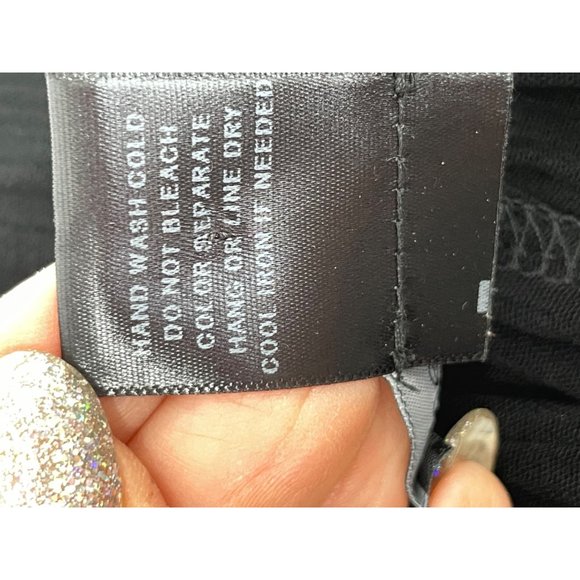 HAND WASH COLD
DO NOT BLEACH
COLOR SEPARATE
HANG OR LINE DRY
COOL IRON IF NEEDED